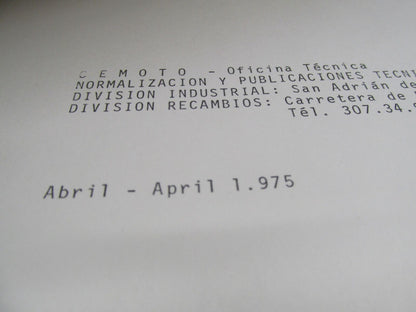 C E M O T O - Oficina Técnica
NORMALIZACION Y PUBLICACIONES TECNI
DIVISION INDUSTRIAL: San Adrián de
DIVISION RECAMBIOS: Carretera de
Tél. 307.34.
Abril - April 1.975